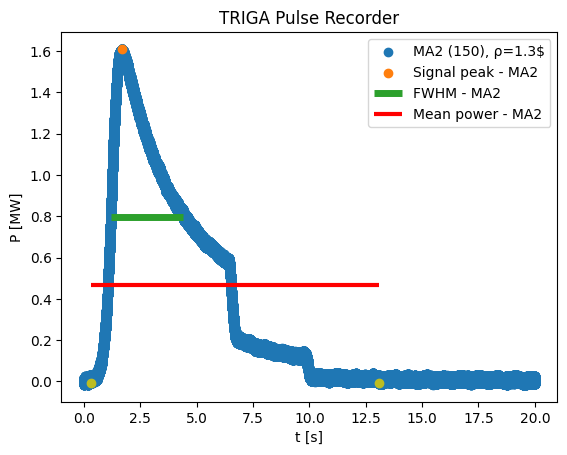 TRIGA Pulse Recorder
MA2 (150), ρ=1.3$
Signal peak - MA2
FWHM - MA2
Mean power - MA2
P [MW]
1.6
1.4
1.2
1.0
0.8
0.6
0.4
0.2
0.0
0.0 2.5 5.0 7.5 10.0 12.5 15.0 17.5 20.0
t [s]